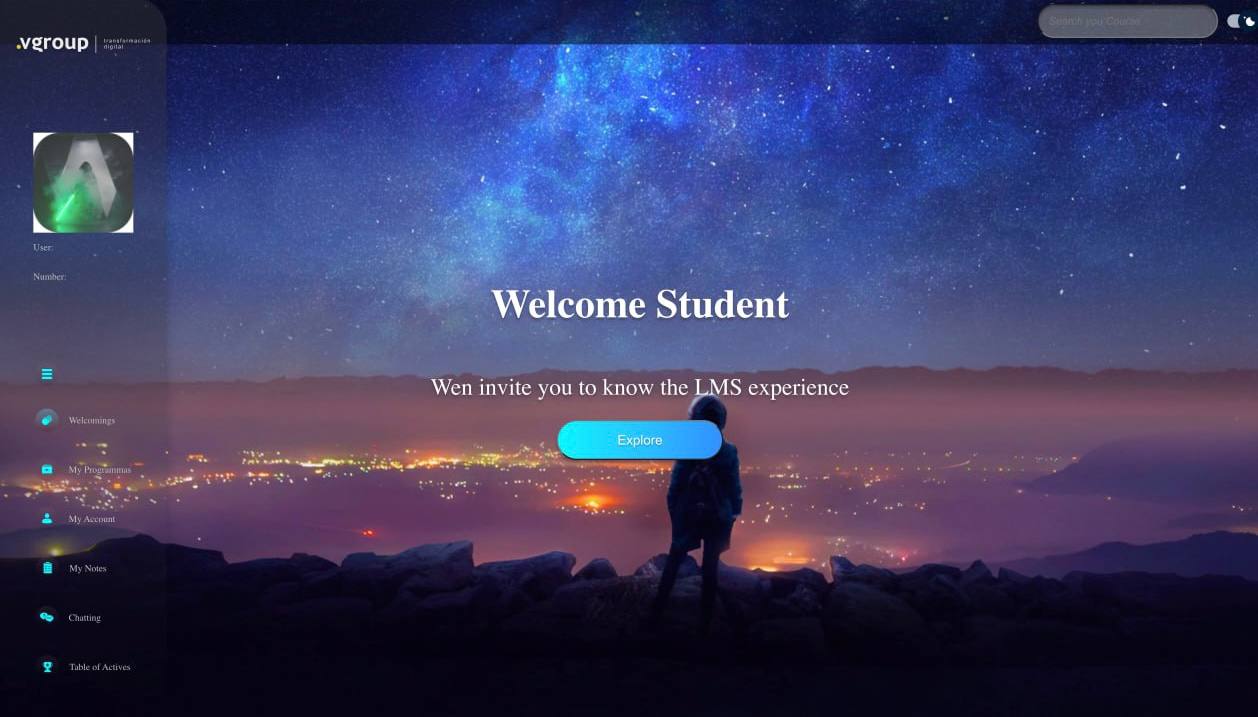 Search you Course
.vgroup
transformación
digital
User:
Number:
Welcome Student
Wen invite you to know the LMS experience
Explore
Welcomings
My Programmas
My Account
My Notes
Chatting
Table of Actives